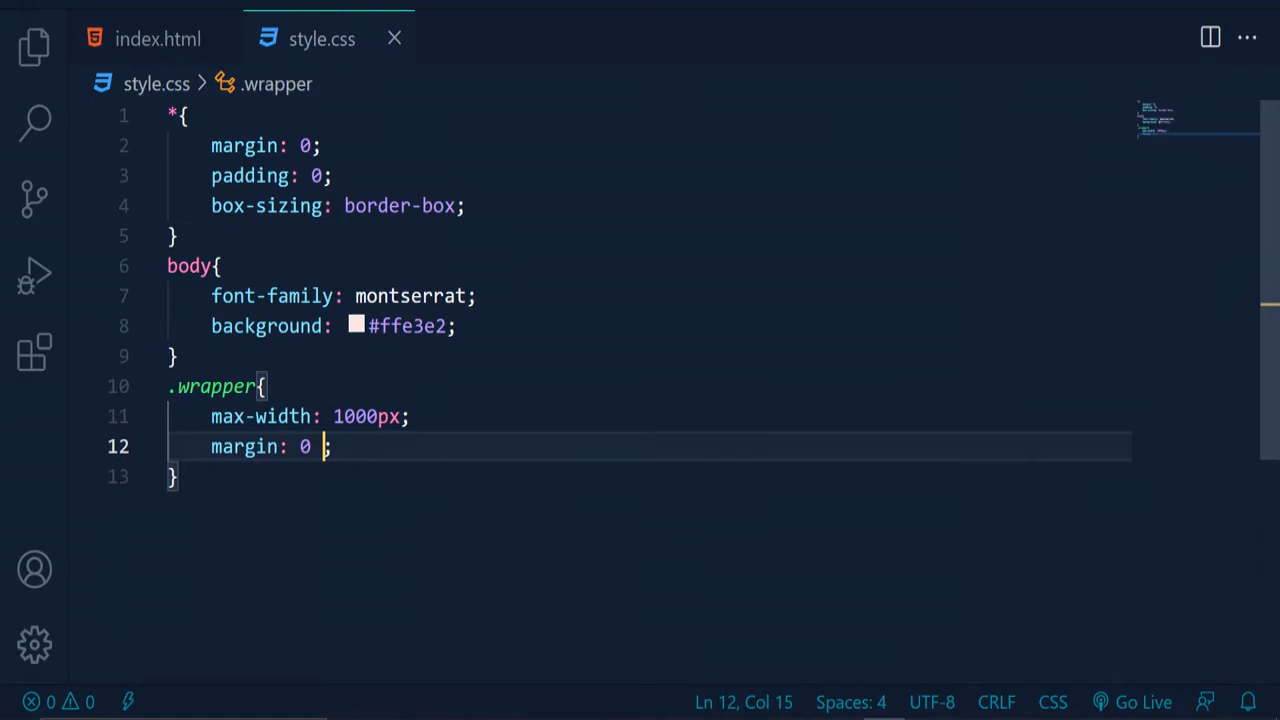 index.html
style.css
style.css > .wrapper
1 *{
2 margin: 0;
3 padding: 0;
4 box-sizing: border-box;
5 }
6 body{
7 font-family: montserrat;
8 background: #ffe3e2;
9 }
10 .wrapper{
11 max-width: 1000px;
12 margin: 0 ;
13 }
0 0 Ln 12, Col 15 Spaces: 4 UTF-8 CRLF CSS Go Live